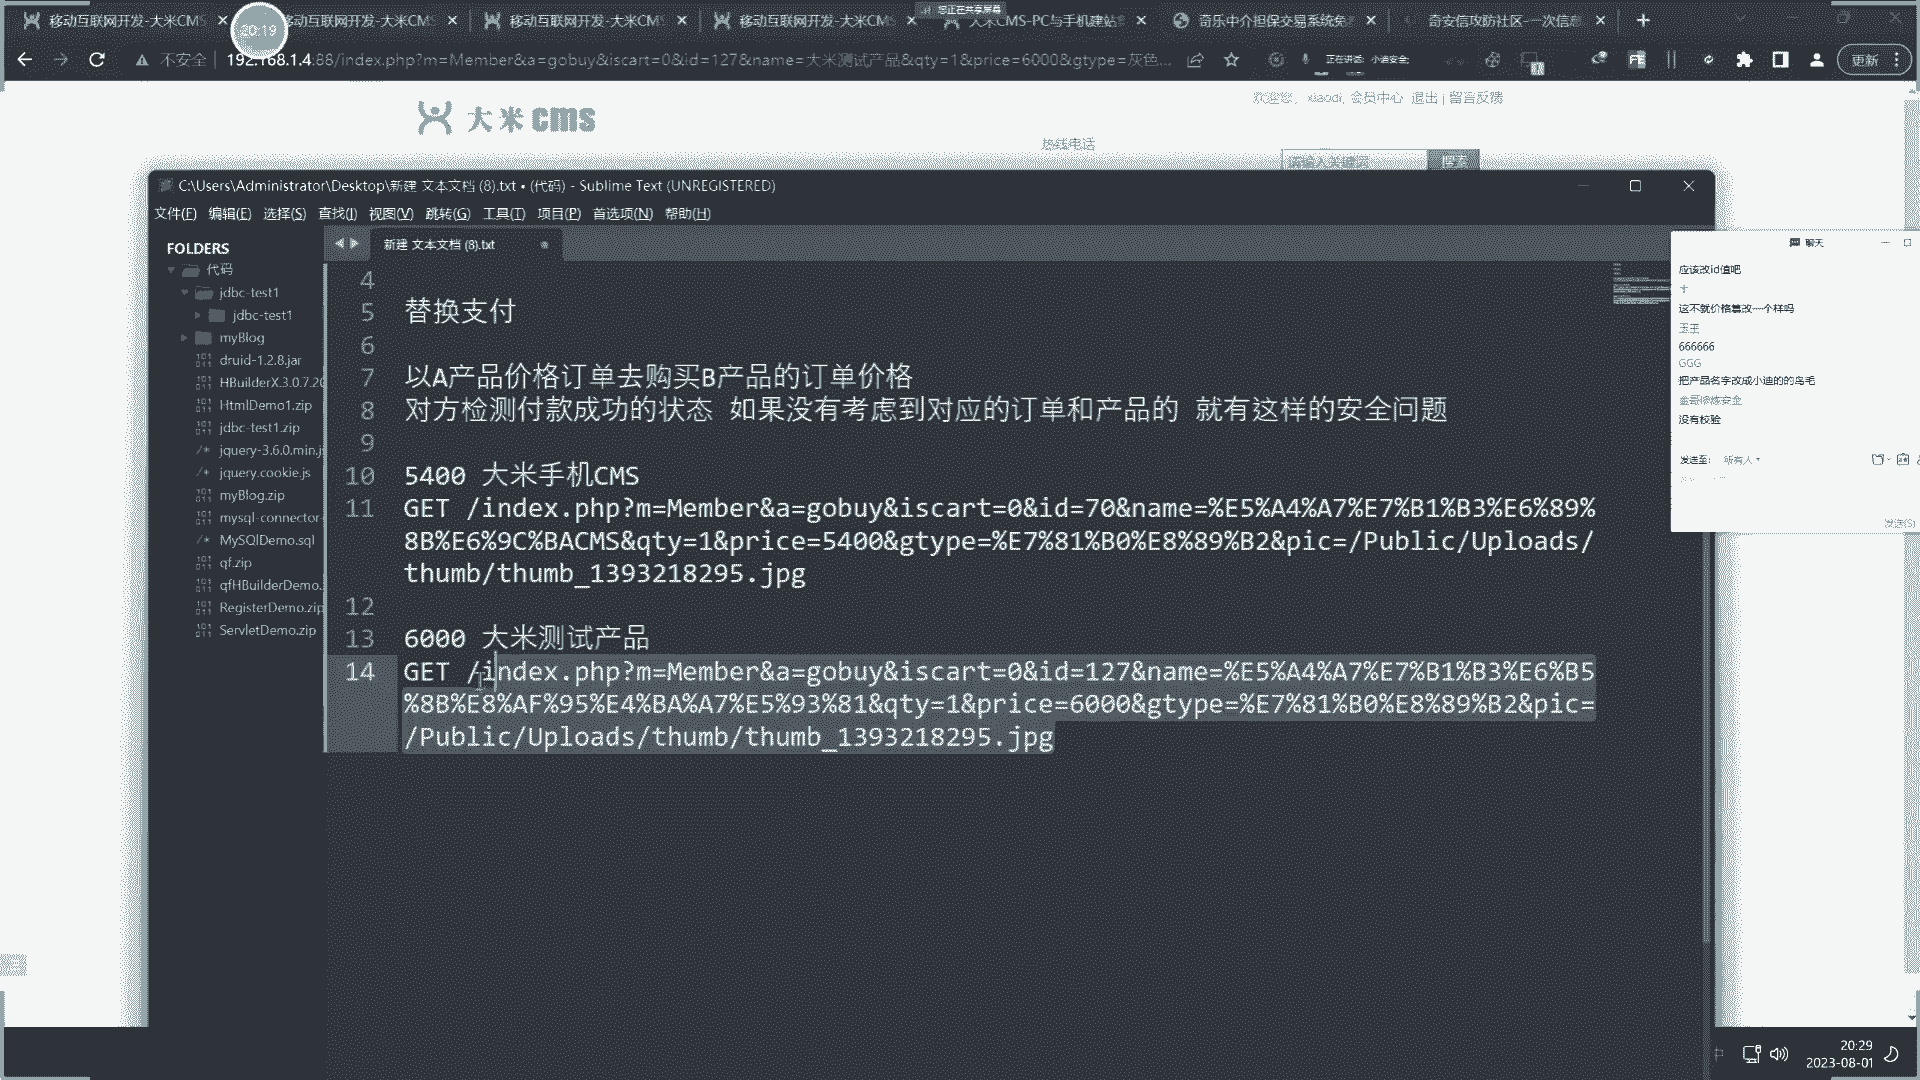 移动互联网开发-大米CMS
移动互联网开发-大米CMS
移动互联网开发-大米CMS
移动互联网开发-大米CMS
您正在共享屏幕
大米CMS-PC与手机建站
奇乐中介担保交易系统免
奇安信攻防社区-一次信息
20:19
不安全
192.168.1.4:88/index.php?m=Member&a=gobuy&iscart=0&id=127&name=大米测试产品&qty=1&price=6000&gtype=灰色...
更新
大米cms
欢迎您, xiaodi, 会员中心 退出 | 留言反馈
热线电话
请输入关键词
搜索
C:\Users\Administrator\Desktop\新建 文本文档 (8).txt • (代码) - Sublime Text (UNREGISTERED)
文件(F) 编辑(E) 选择(S) 查找(I) 视图(V) 跳转(G) 工具(T) 项目(P) 首选项(N) 帮助(H)
FOLDERS
代码
jdbc-test1
jdbc-test1
myBlog
druid-1.2.8.jar
HBuilderX.3.0.7.20
HtmlDemo1.zip
jdbc-test1.zip
jquery-3.6.0.min.j
jquery.cookie.js
myBlog.zip
mysql-connector-
MySQlDemo.sql
qf.zip
qfHBuilderDemo.
RegisterDemo.zip
ServletDemo.zip
新建 文本文档 (8).txt
4
5 替换支付
6
7 以A产品价格订单去购买B产品的订单价格
8 对方检测付款成功的状态 如果没有考虑到对应的订单和产品的 就有这样的安全问题
9
10 5400 大米手机CMS
11 GET /index.php?m=Member&a=gobuy&iscart=0&id=70&name=%E5%A4%A7%E7%B1%B3%E6%89%
8B%E6%9C%BACMS&qty=1&price=5400&gtype=%E7%81%B0%E8%89%B2&pic=/Public/Uploads/
thumb/thumb_1393218295.jpg
12
13 6000 大米测试产品
14 GET /index.php?m=Member&a=gobuy&iscart=0&id=127&name=%E5%A4%A7%E7%B1%B3%E6%B5
%8B%E8%AF%95%E4%BA%A7%E5%93%81&qty=1&price=6000&gtype=%E7%81%B0%E8%89%B2&pic=
/Public/Uploads/thumb/thumb_1393218295.jpg
聊天
应该改id值吧
这不就价格篡改一个样吗
玉王
666666
GGG
把产品名字改成小迪的的鸟毛
没有校验
发送至: 所有人
发送(S)
20:29
2023-08-01